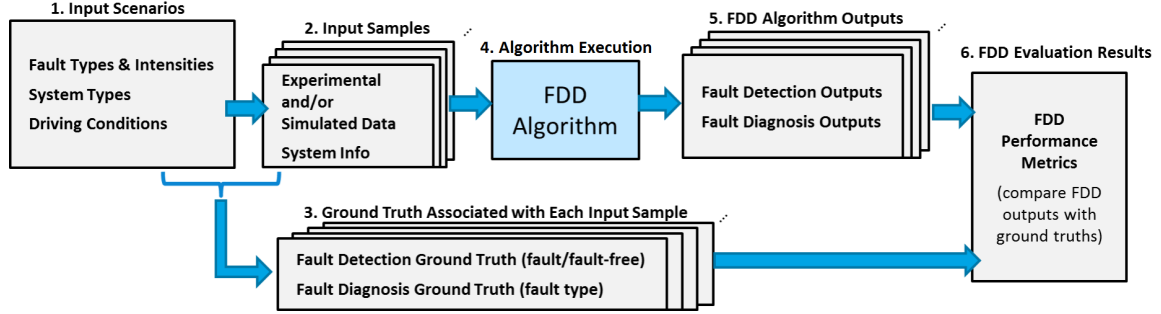 1. Input Scenarios
Fault Types & Intensities
System Types
Driving Conditions
2. Input Samples
Experimental
and/or
Simulated Data
System Info
3. Ground Truth Associated with Each Input Sample
Fault Detection Ground Truth (fault/fault-free)
Fault Diagnosis Ground Truth (fault type)
4. Algorithm Execution
FDD
Algorithm
5. FDD Algorithm Outputs
Fault Detection Outputs
Fault Diagnosis Outputs
6. FDD Evaluation Results
FDD
Performance
Metrics
(compare FDD
outputs with
ground truths)